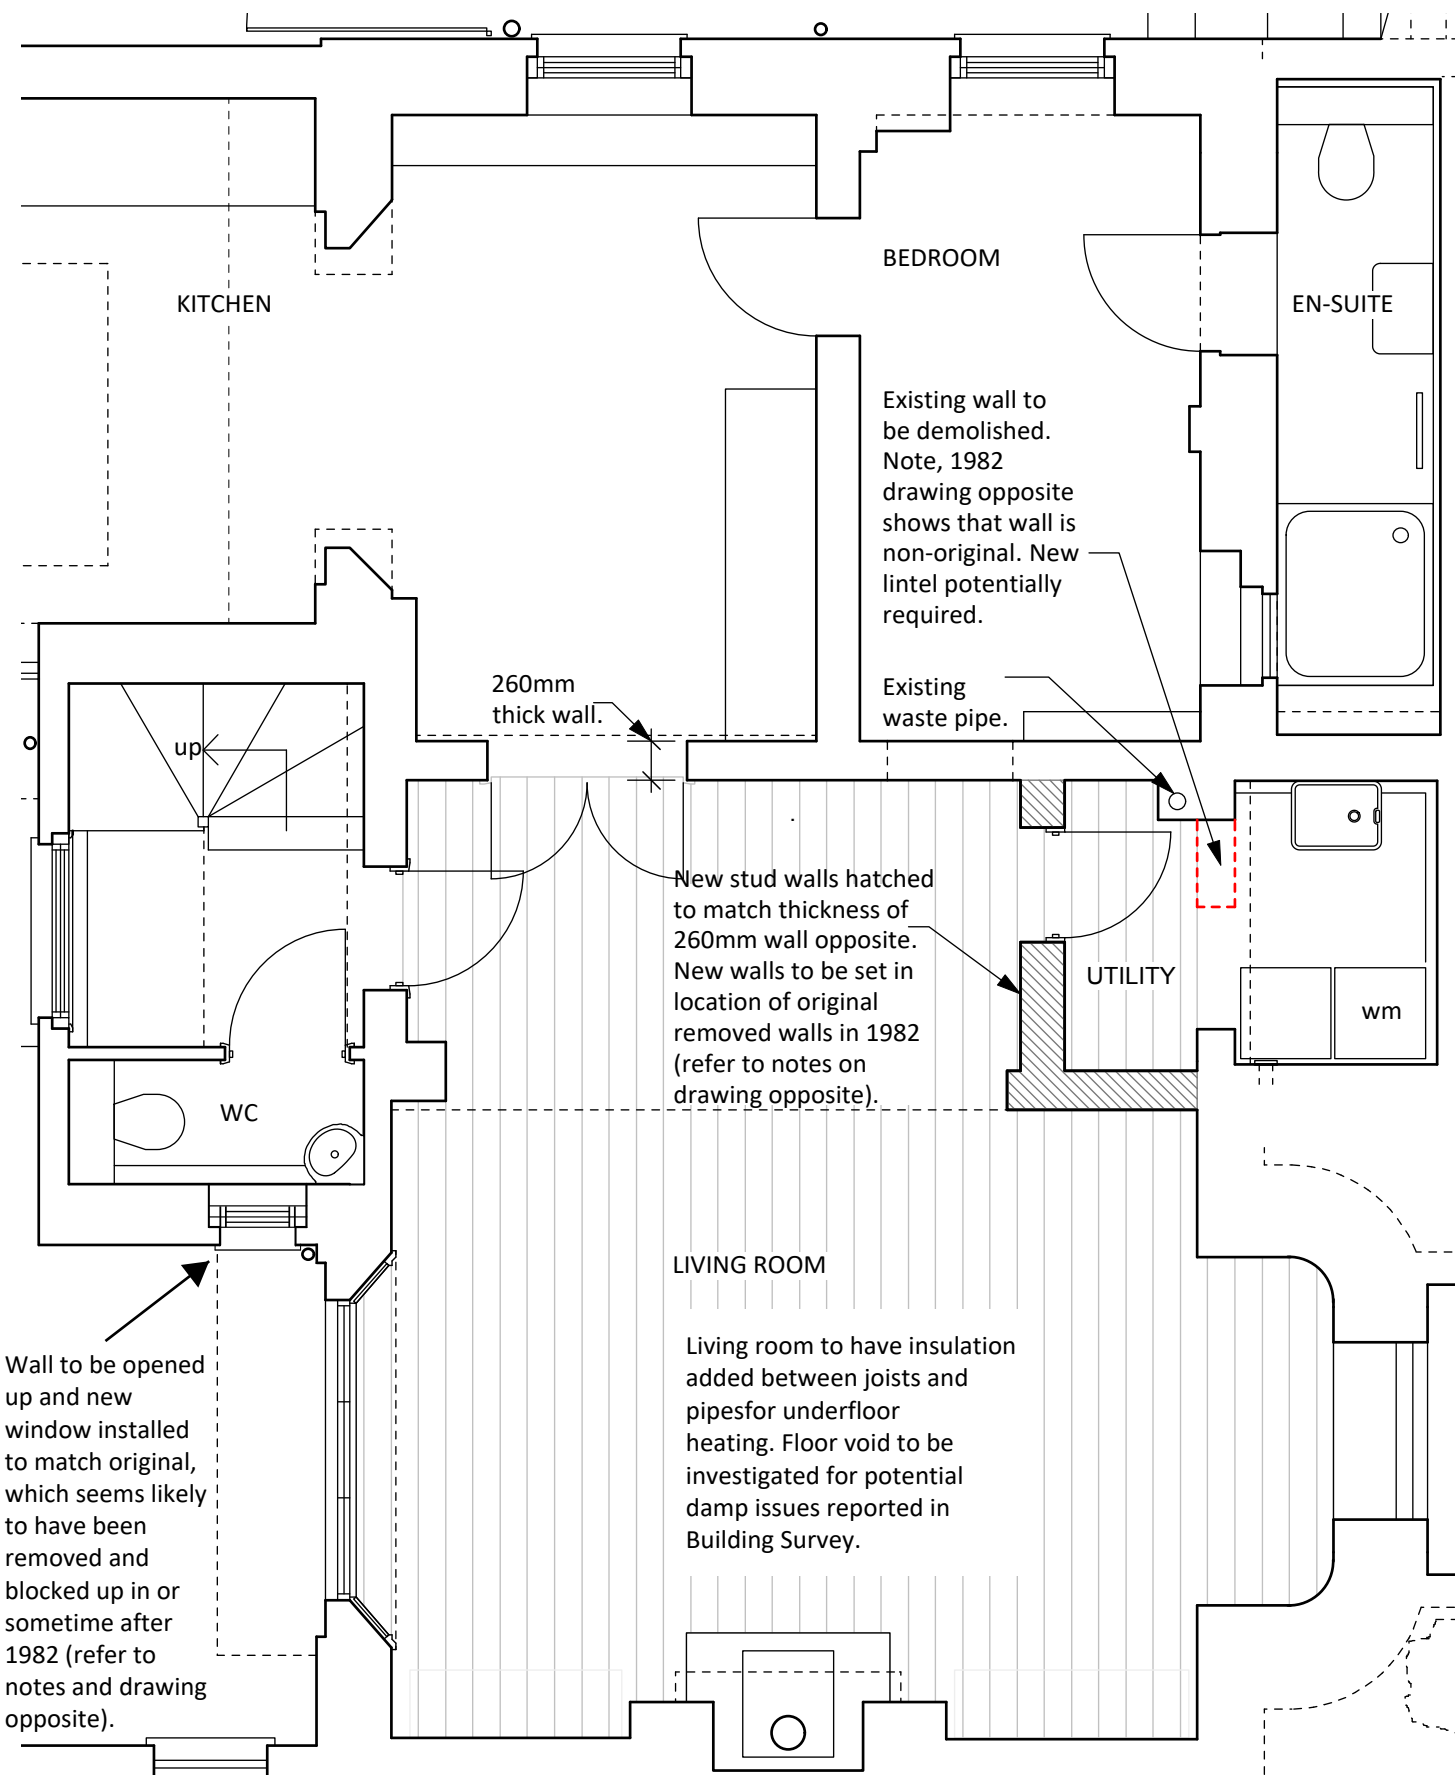 KITCHEN
BEDROOM
EN-SUITE
Existing wall to
be demolished.
Note, 1982
drawing opposite
shows that wall is
non-original. New
lintel potentially
required.
260mm
thick wall.
Existing
waste pipe.
up
New stud walls hatched
to match thickness of
260mm wall opposite.
New walls to be set in
location of original
removed walls in 1982
(refer to notes on
drawing opposite).
UTILITY
wm
WC
LIVING ROOM
Living room to have insulation
added between joists and
pipesfor underfloor
heating. Floor void to be
investigated for potential
damp issues reported in
Building Survey.
Wall to be opened
up and new
window installed
to match original,
which seems likely
to have been
removed and
blocked up in or
sometime after
1982 (refer to
notes and drawing
opposite).